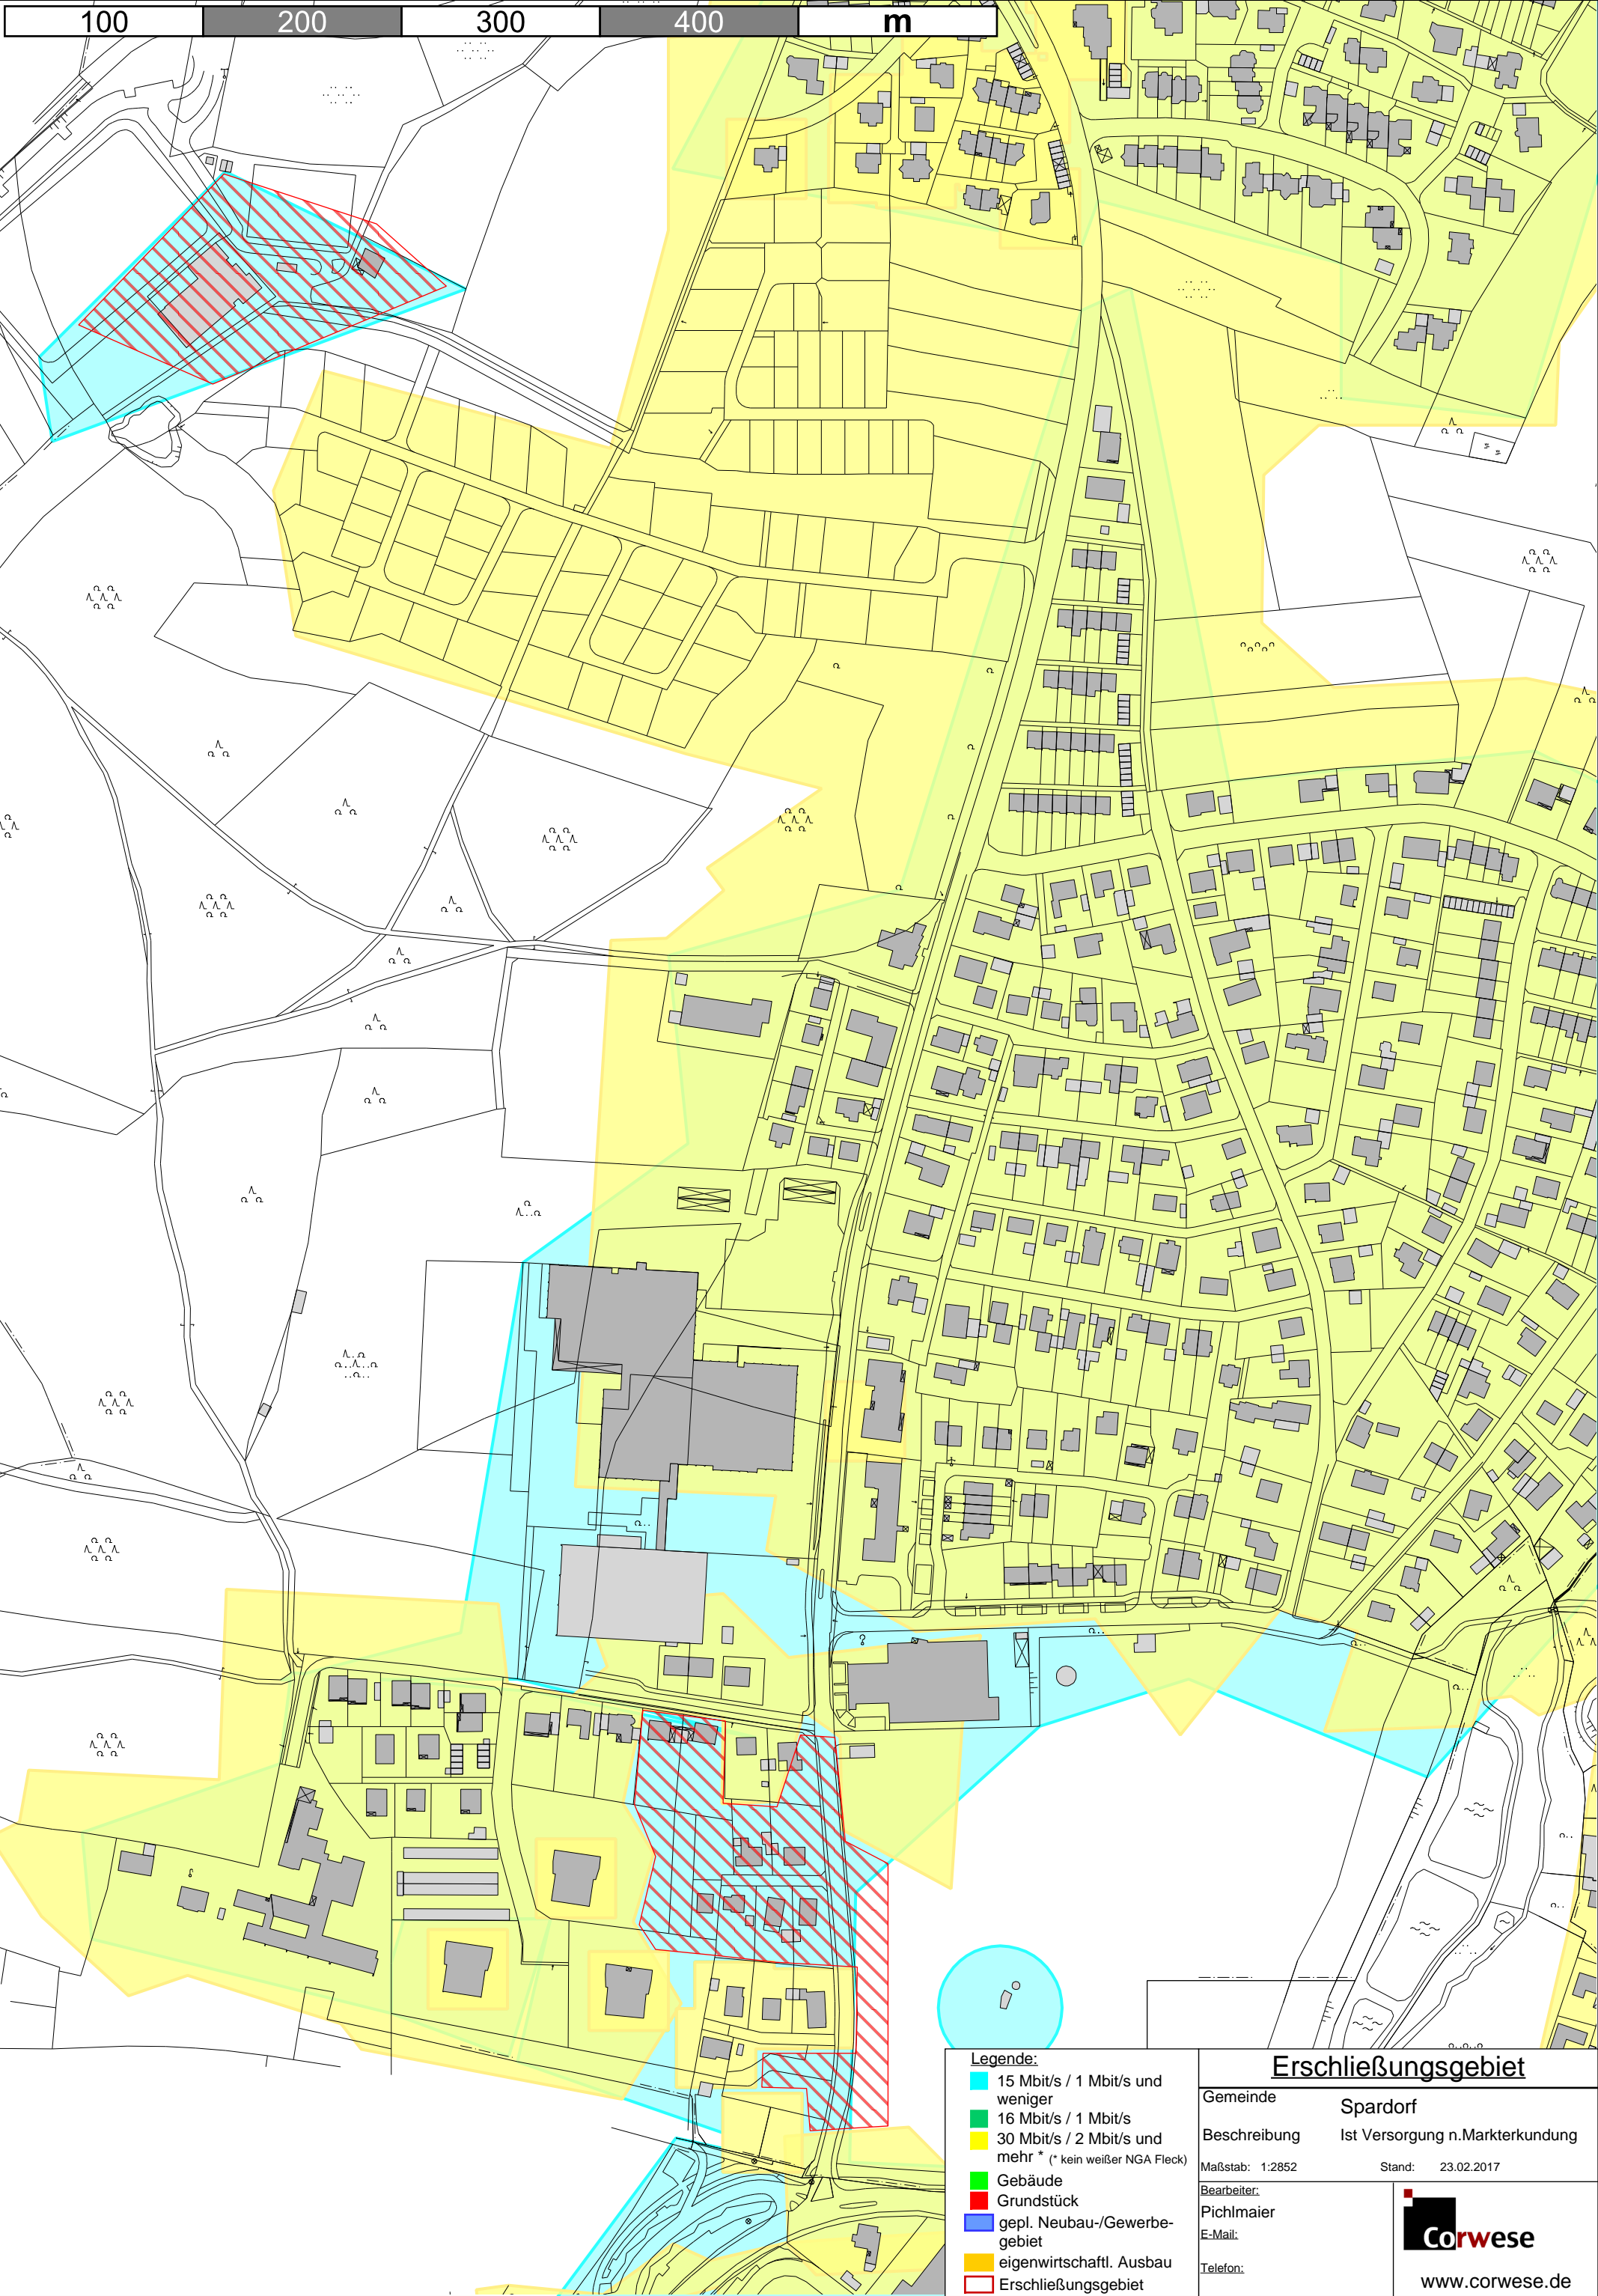 100 200 300 400 m
Legende:
15 Mbit/s / 1 Mbit/s und
weniger
16 Mbit/s / 1 Mbit/s
30 Mbit/s / 2 Mbit/s und
mehr * (* kein weißer NGA Fleck)
Gebäude
Grundstück
gepl. Neubau-/Gewerbe-
gebiet
eigenwirtschaftl. Ausbau
Erschließungsgebiet
Erschließungsgebiet
Gemeinde Spardorf
Beschreibung Ist Versorgung n.Markterkundung
Maßstab: 1:2852 Stand: 23.02.2017
Bearbeiter:
Pichlmaier
E-Mail:
Telefon:
Corwese
www.corwese.de